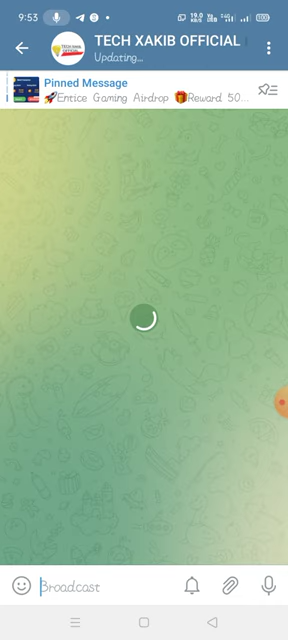 9:53
TECH XAKIB OFFICIAL
Updating...
Pinned Message
🚀Entice Gaming Airdrop 🎁Reward 50...
Broadcast